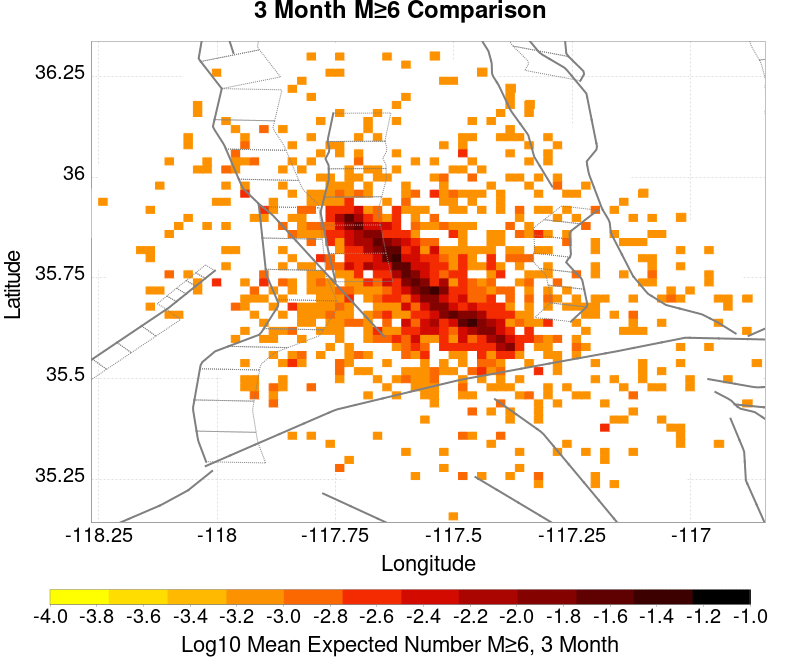 3 Month M≥6 Comparison
36.25
36
35.75
35.5
35.25
Latitude
-118.25 -118 -117.75 -117.5 -117.25 -117
Longitude
-4.0 -3.8 -3.6 -3.4 -3.2 -3.0 -2.8 -2.6 -2.4 -2.2 -2.0 -1.8 -1.6 -1.4 -1.2 -1.0
Log10 Mean Expected Number M≥6, 3 Month